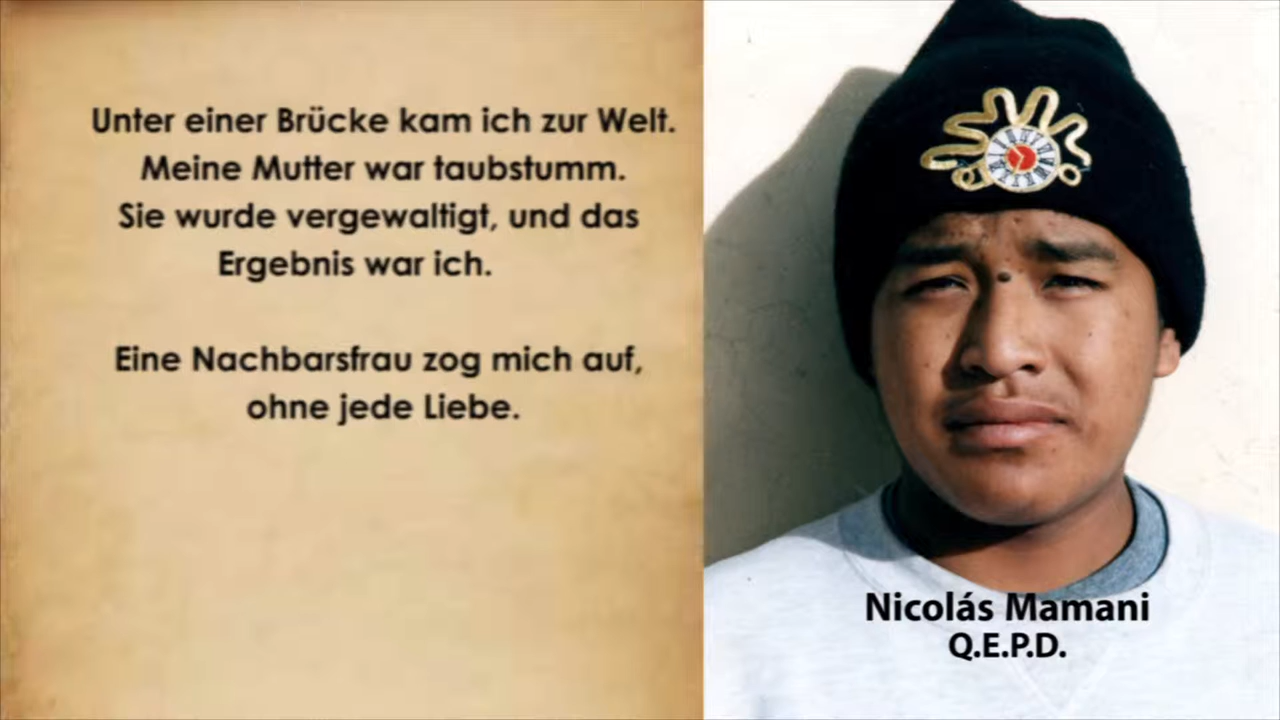 Unter einer Brücke kam ich zur Welt.
Meine Mutter war taubstumm.
Sie wurde vergewaltigt, und das
Ergebnis war ich.
Eine Nachbarsfrau zog mich auf,
ohne jede Liebe.
Nicolás Mamani
Q.E.P.D.